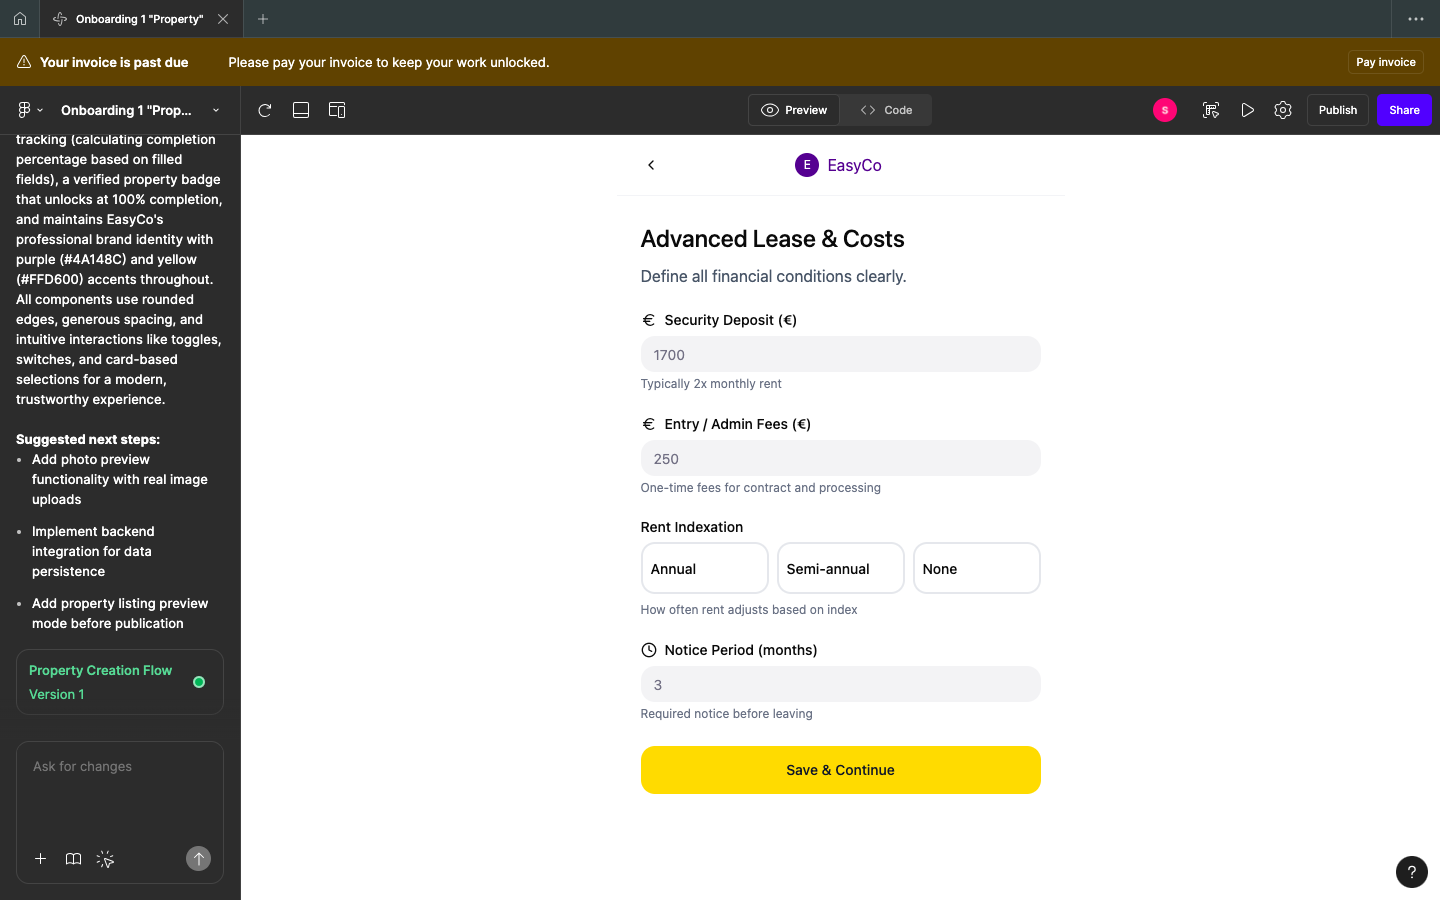 Onboarding 1 "Property"
Your invoice is past due
Please pay your invoice to keep your work unlocked.
Pay invoice
Onboarding 1 "Prop...
Preview
Code
S
Publish
Share
tracking (calculating completion
percentage based on filled
fields), a verified property badge
that unlocks at 100% completion,
and maintains EasyCo's
professional brand identity with
purple (#4A148C) and yellow
(#FFD600) accents throughout.
All components use rounded
edges, generous spacing, and
intuitive interactions like toggles,
switches, and card-based
selections for a modern,
trustworthy experience.
Suggested next steps:
• Add photo preview
functionality with real image
uploads
• Implement backend
integration for data
persistence
• Add property listing preview
mode before publication
Property Creation Flow
Version 1
Ask for changes
E EasyCo
Advanced Lease & Costs
Define all financial conditions clearly.
€ Security Deposit (€)
1700
Typically 2x monthly rent
€ Entry / Admin Fees (€)
250
One-time fees for contract and processing
Rent Indexation
Annual
Semi-annual
None
How often rent adjusts based on index
Notice Period (months)
3
Required notice before leaving
Save & Continue
?